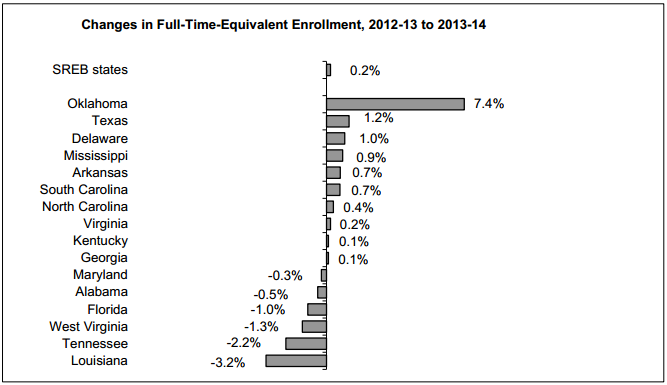 Changes in Full-Time-Equivalent Enrollment, 2012-13 to 2013-14
SREB states 0.2%
Oklahoma 7.4%
Texas 1.2%
Delaware 1.0%
Mississippi 0.9%
Arkansas 0.7%
South Carolina 0.7%
North Carolina 0.4%
Virginia 0.2%
Kentucky 0.1%
Georgia 0.1%
Maryland -0.3%
Alabama -0.5%
Florida -1.0%
West Virginia -1.3%
Tennessee -2.2%
Louisiana -3.2%